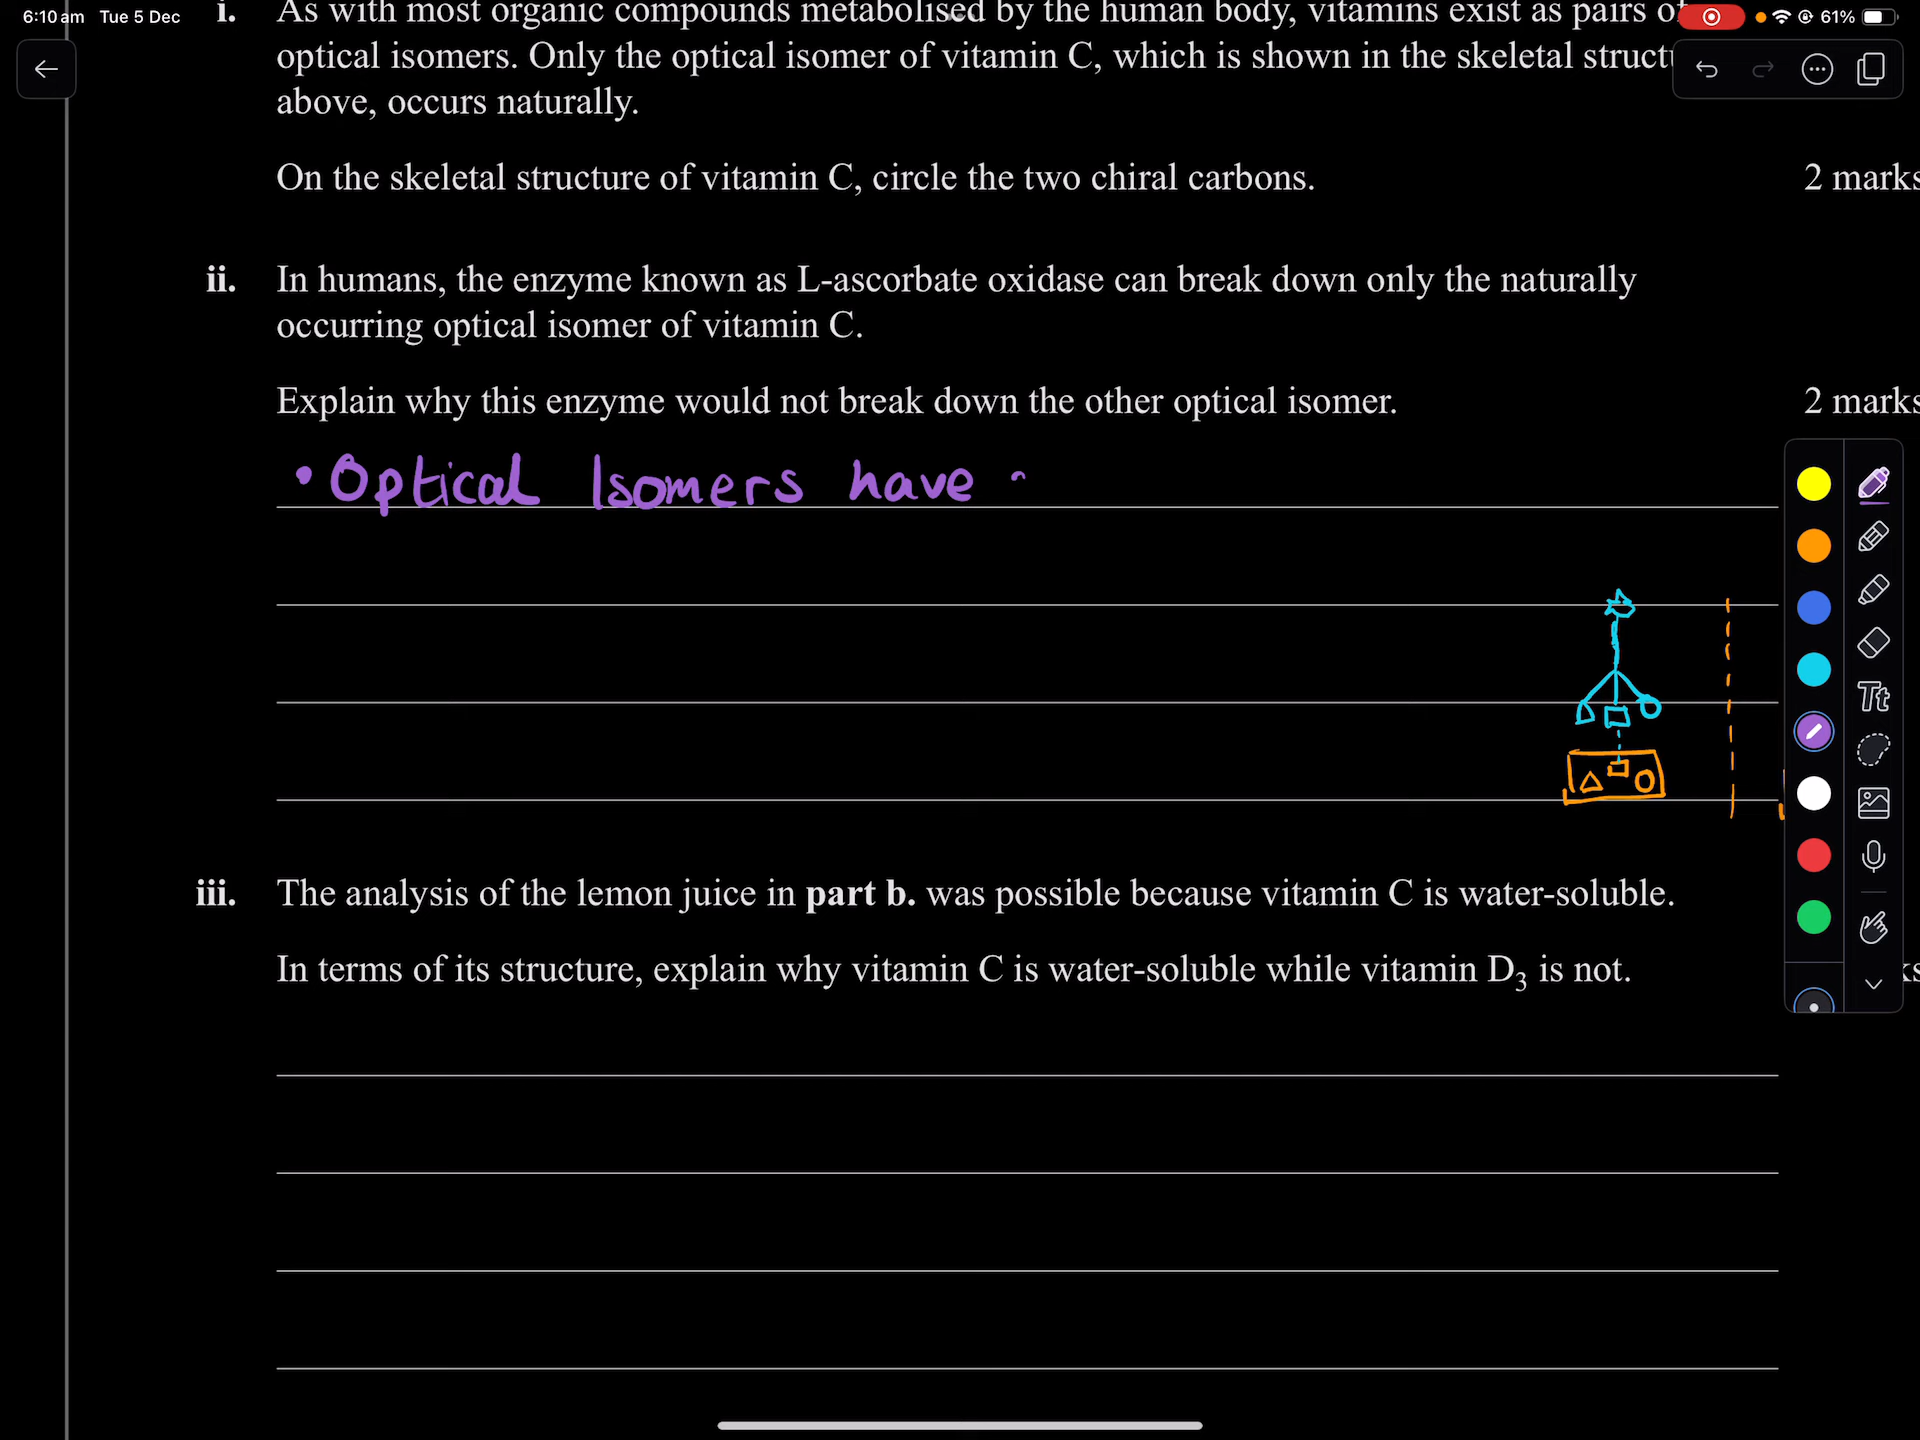 6:10 am Tue 5 Dec
61%
i. As with most organic compounds metabolised by the human body, vitamins exist as pairs of
optical isomers. Only the optical isomer of vitamin C, which is shown in the skeletal
above, occurs naturally.
On the skeletal structure of vitamin C, circle the two chiral carbons.
2 marks
ii. In humans, the enzyme known as L-ascorbate oxidase can break down only the naturally
occurring optical isomer of vitamin C.
Explain why this enzyme would not break down the other optical isomer.
2 marks
• Optical Isomers have
Tt
iii. The analysis of the lemon juice in part b. was possible because vitamin C is water-soluble.
In terms of its structure, explain why vitamin C is water-soluble while vitamin D₃ is not.